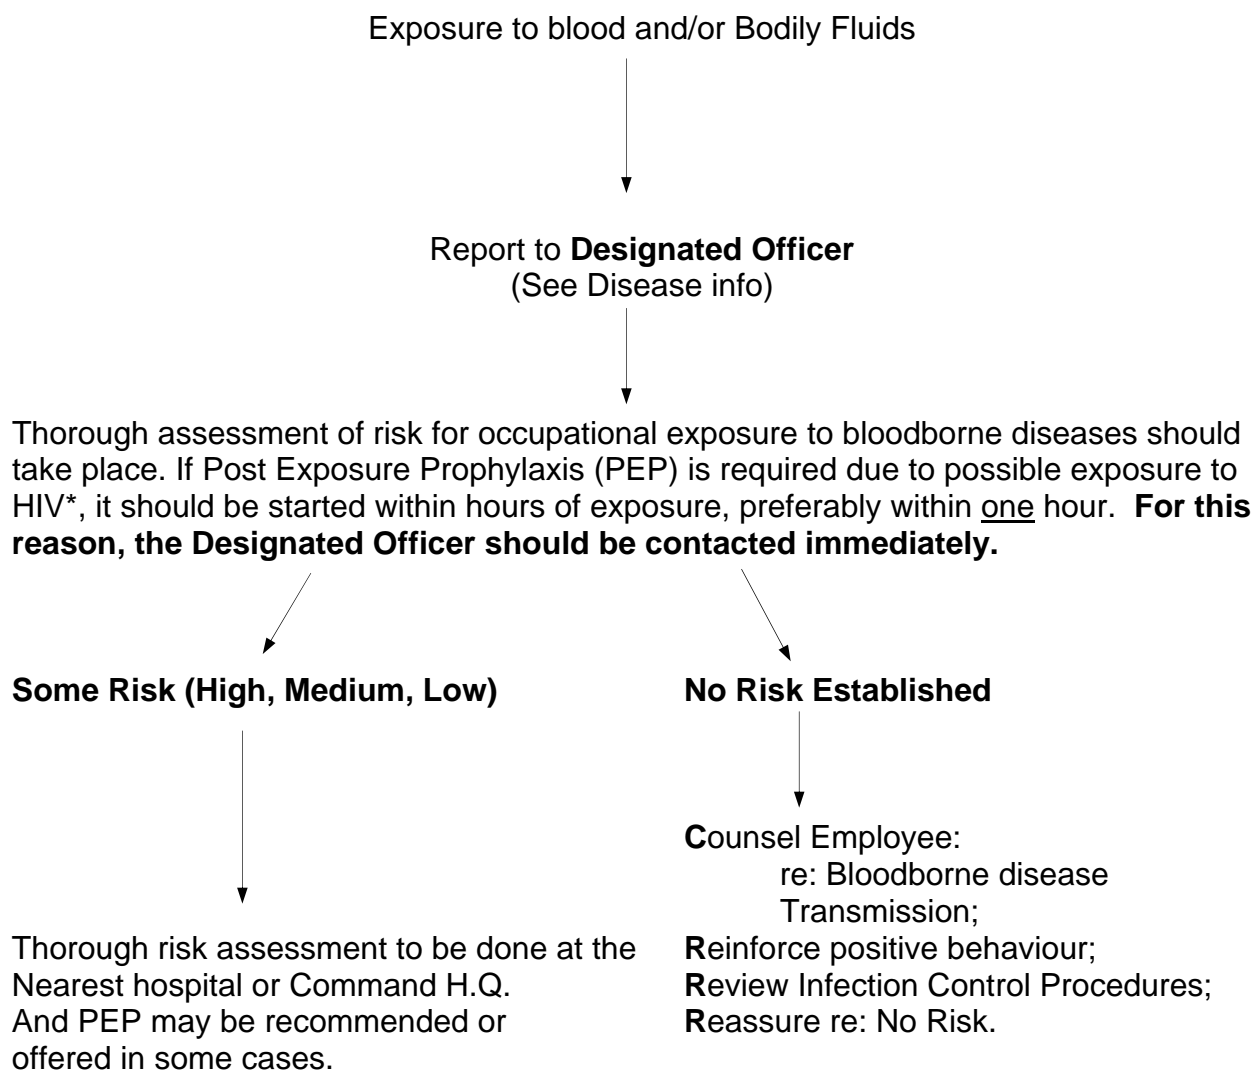 Exposure to blood and/or Bodily Fluids
Report to Designated Officer
(See Disease info)
Thorough assessment of risk for occupational exposure to bloodborne diseases should
take place. If Post Exposure Prophylaxis (PEP) is required due to possible exposure to
HIV*, it should be started within hours of exposure, preferably within one hour. For this
reason, the Designated Officer should be contacted immediately.
Some Risk (High, Medium, Low)
Thorough risk assessment to be done at the
Nearest hospital or Command H.Q.
And PEP may be recommended or
offered in some cases.
No Risk Established
Counsel Employee:
re: Bloodborne disease
Transmission;
Reinforce positive behaviour;
Review Infection Control Procedures;
Reassure re: No Risk.